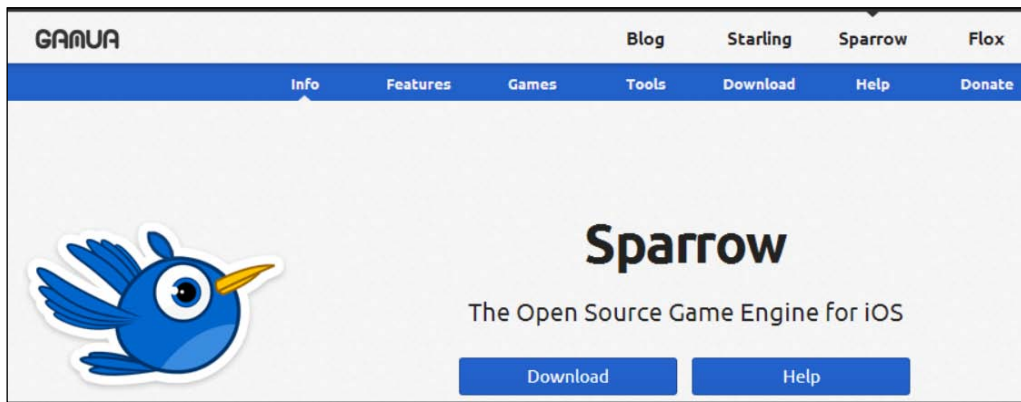 GAMUA Blog Starling Sparrow Flox
Info Features Games Tools Download Help Donate
Sparrow
The Open Source Game Engine for iOS
Download Help